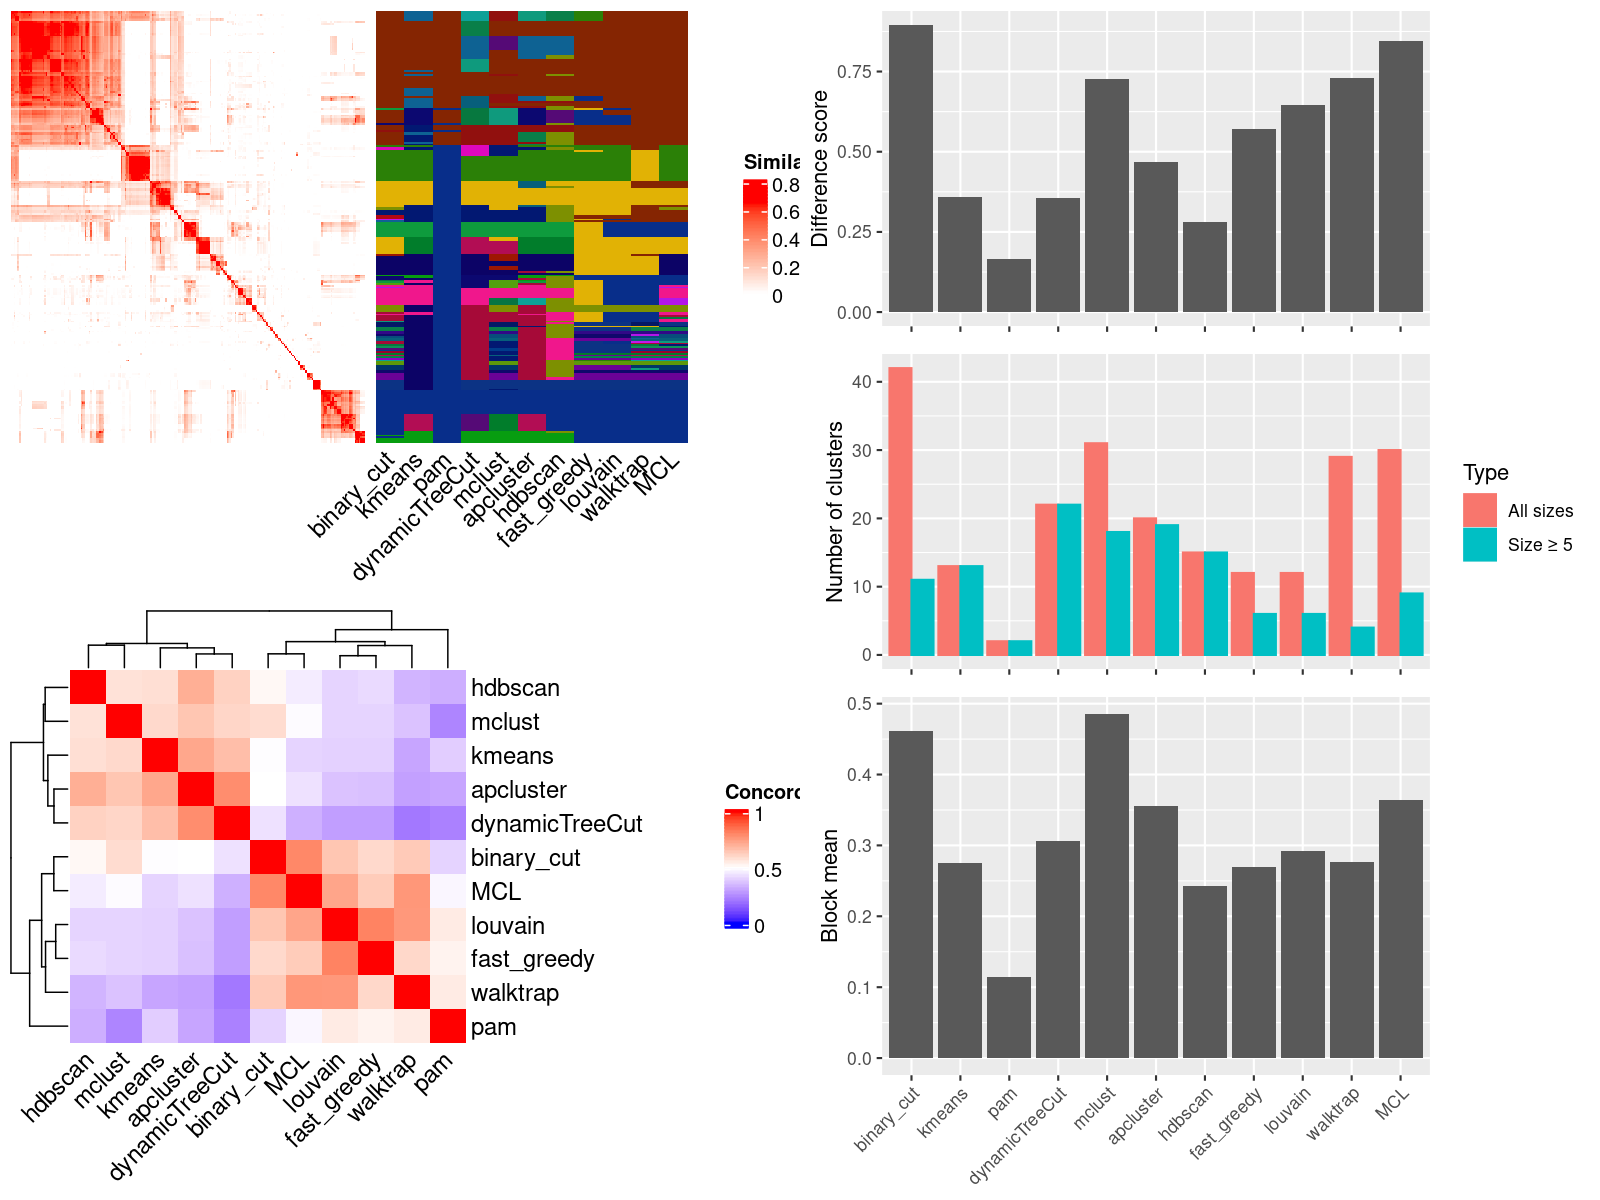 Simila
0.8
0.6
0.4
0.2
0
binary_cut
kmeans
pam
dynamicTreeCut
mclust
apcluster
hdbscan
fast_greedy
louvain
walktrap
MCL
Difference score
0.75
0.50
0.25
0.00
Number of clusters
40
30
20
10
0
Type
All sizes
Size ≥ 5
Block mean
0.5
0.4
0.3
0.2
0.1
0.0
binary_cut
kmeans
pam
dynamicTreeCut
mclust
apcluster
hdbscan
fast_greedy
louvain
walktrap
MCL
hdbscan
mclust
kmeans
apcluster
dynamicTreeCut
binary_cut
MCL
louvain
fast_greedy
walktrap
pam
hdbscan
mclust
kmeans
apcluster
dynamicTreeCut
binary_cut
MCL
louvain
fast_greedy
walktrap
pam
Concord
1
0.5
0